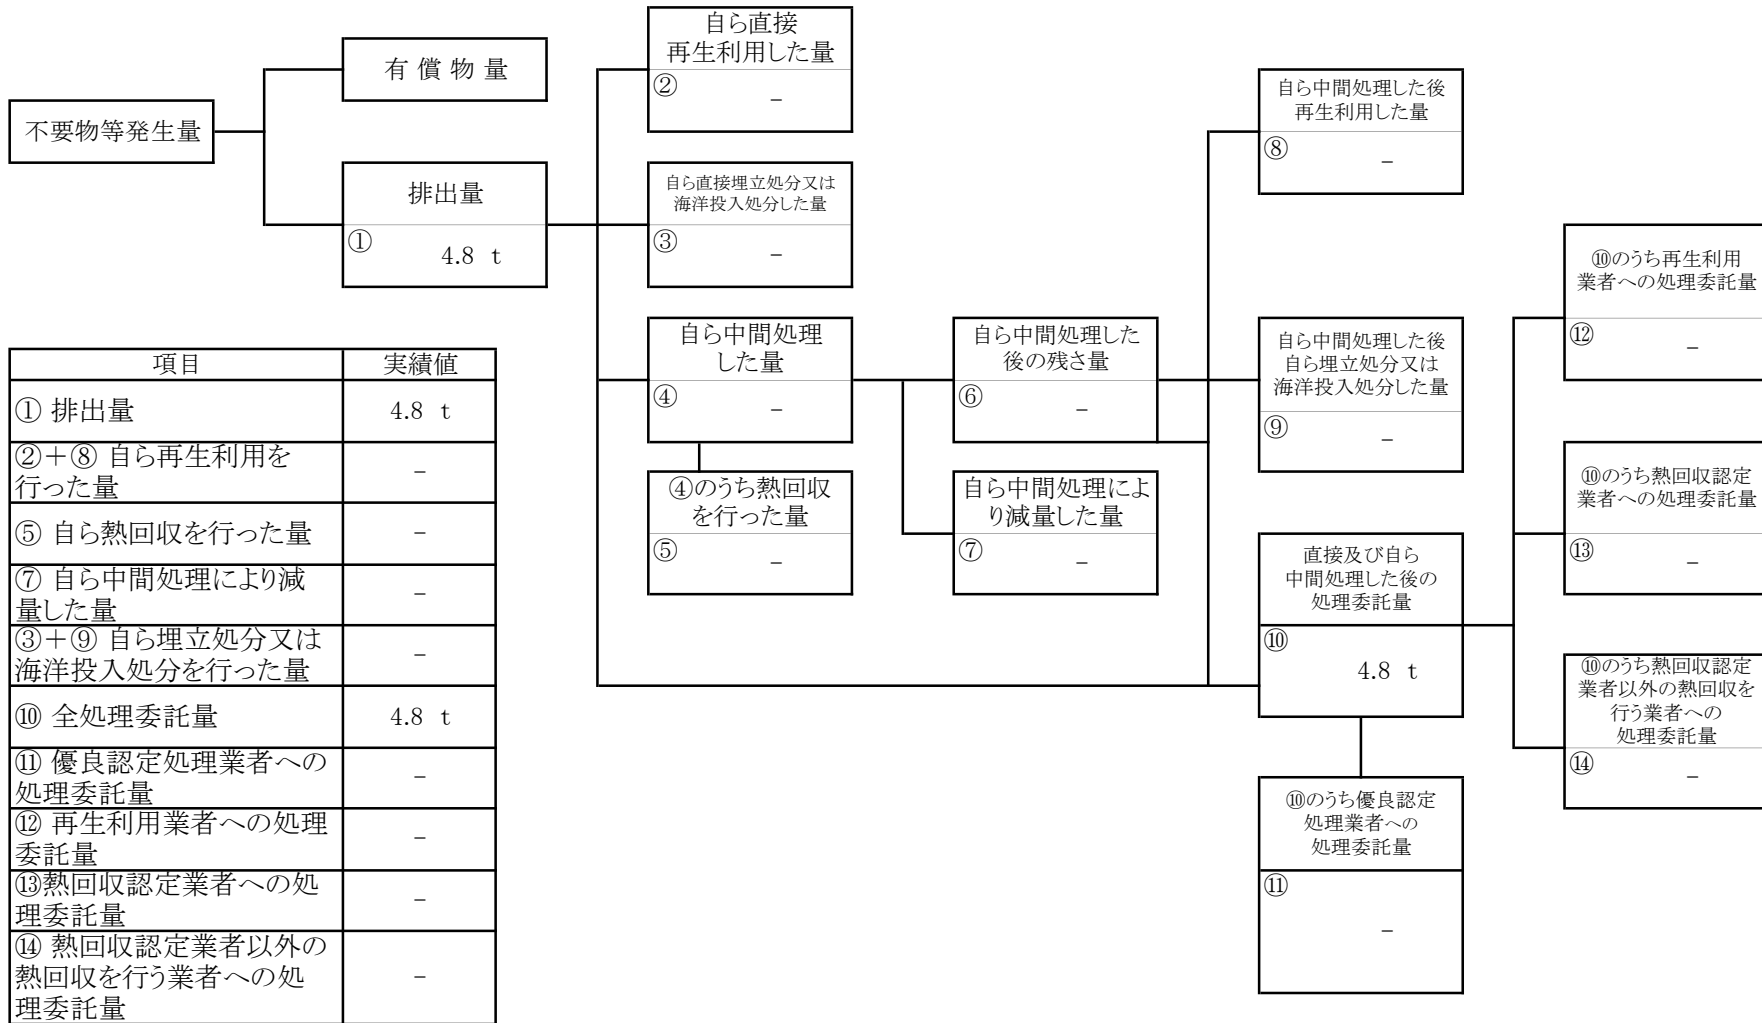 不要物等発生量
有 償 物 量
排出量
①
4.8 t
自ら直接
再生利用した量
②
－
自ら直接埋立処分又は
海洋投入処分した量
③
－
自ら中間処理
した量
④
－
④のうち熱回収
を行った量
⑤
－
自ら中間処理した
後の残さ量
⑥
－
自ら中間処理によ
り減量した量
⑦
－
自ら中間処理した後
再生利用した量
⑧
－
自ら中間処理した後
自ら埋立処分又は
海洋投入処分した量
⑨
－
直接及び自ら
中間処理した後の
処理委託量
⑩
4.8 t
⑩のうち優良認定
処理業者への
処理委託量
⑪
－
⑩のうち再生利用
業者への処理委託量
⑫
－
⑩のうち熱回収認定
業者への処理委託量
⑬
－
⑩のうち熱回収認定
業者以外の熱回収を
行う業者への
処理委託量
⑭
－
項目 実績値
① 排出量 4.8 t
②＋⑧ 自ら再生利用を
行った量
－
⑤ 自ら熱回収を行った量 －
⑦ 自ら中間処理により減
量した量
－
③＋⑨ 自ら埋立処分又は
海洋投入処分を行った量
－
⑩ 全処理委託量 4.8 t
⑪ 優良認定処理業者への
処理委託量
－
⑫ 再生利用業者への処理
委託量
－
⑬熱回収認定業者への処
理委託量
－
⑭ 熱回収認定業者以外の
熱回収を行う業者への処
理委託量
－